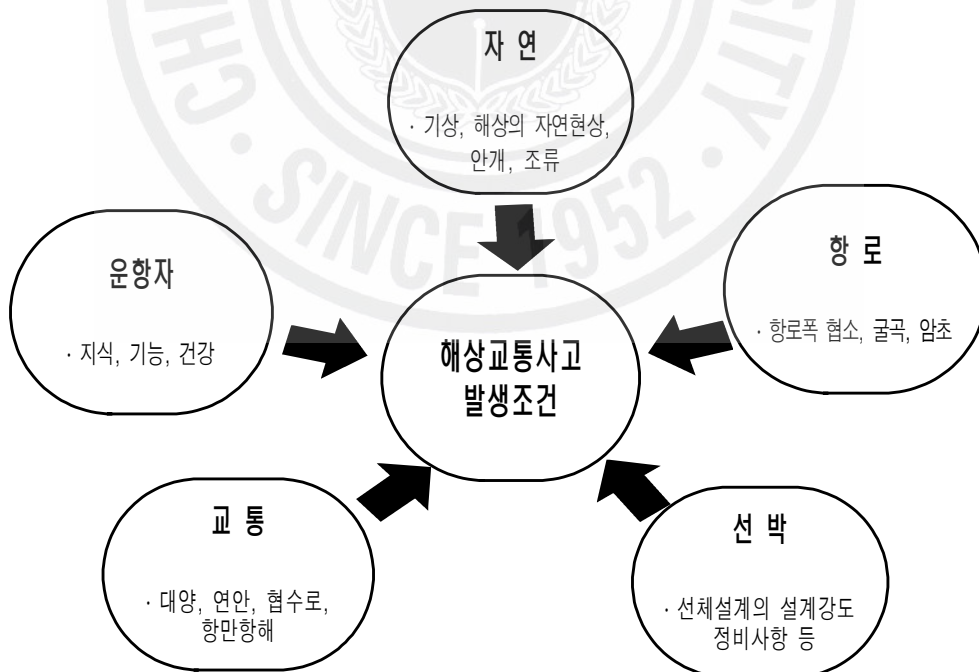 자 연
· 기상, 해상의 자연현상,
안개, 조류
운항자
· 지식, 기능, 건강
항 로
· 항로폭 협소, 굴곡, 암초
해상교통사고
발생조건
교 통
· 대양, 연안, 협수로,
항만항해
선 박
· 선체설계의 설계강도
정비사항 등
SINCE 1952